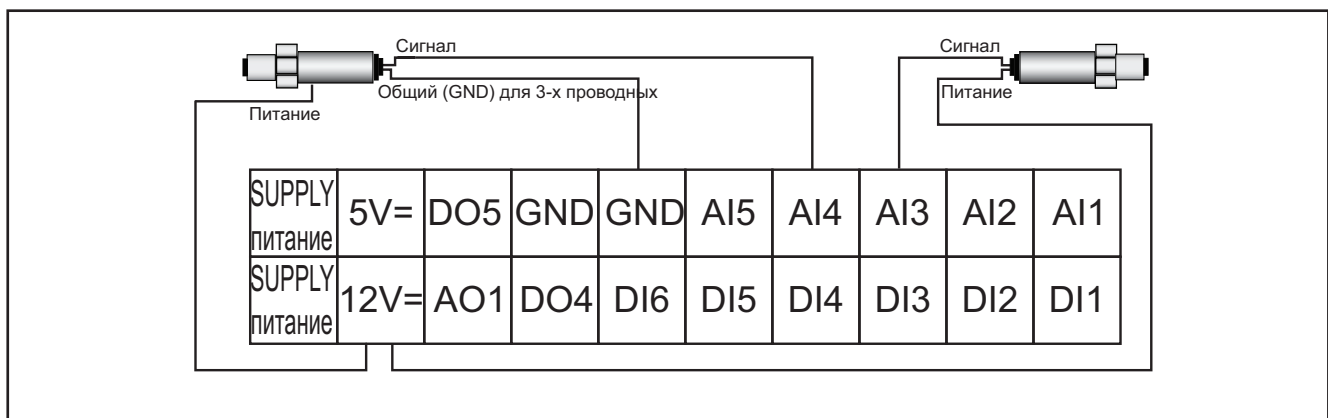 Сигнал
Сигнал
Общий (GND) для 3-х проводных
Питание
Питание
SUPPLY питание 5V= DO5 GND GND AI5 AI4 AI3 AI2 AI1
SUPPLY питание 12V= AO1 DO4 DI6 DI5 DI4 DI3 DI2 DI1